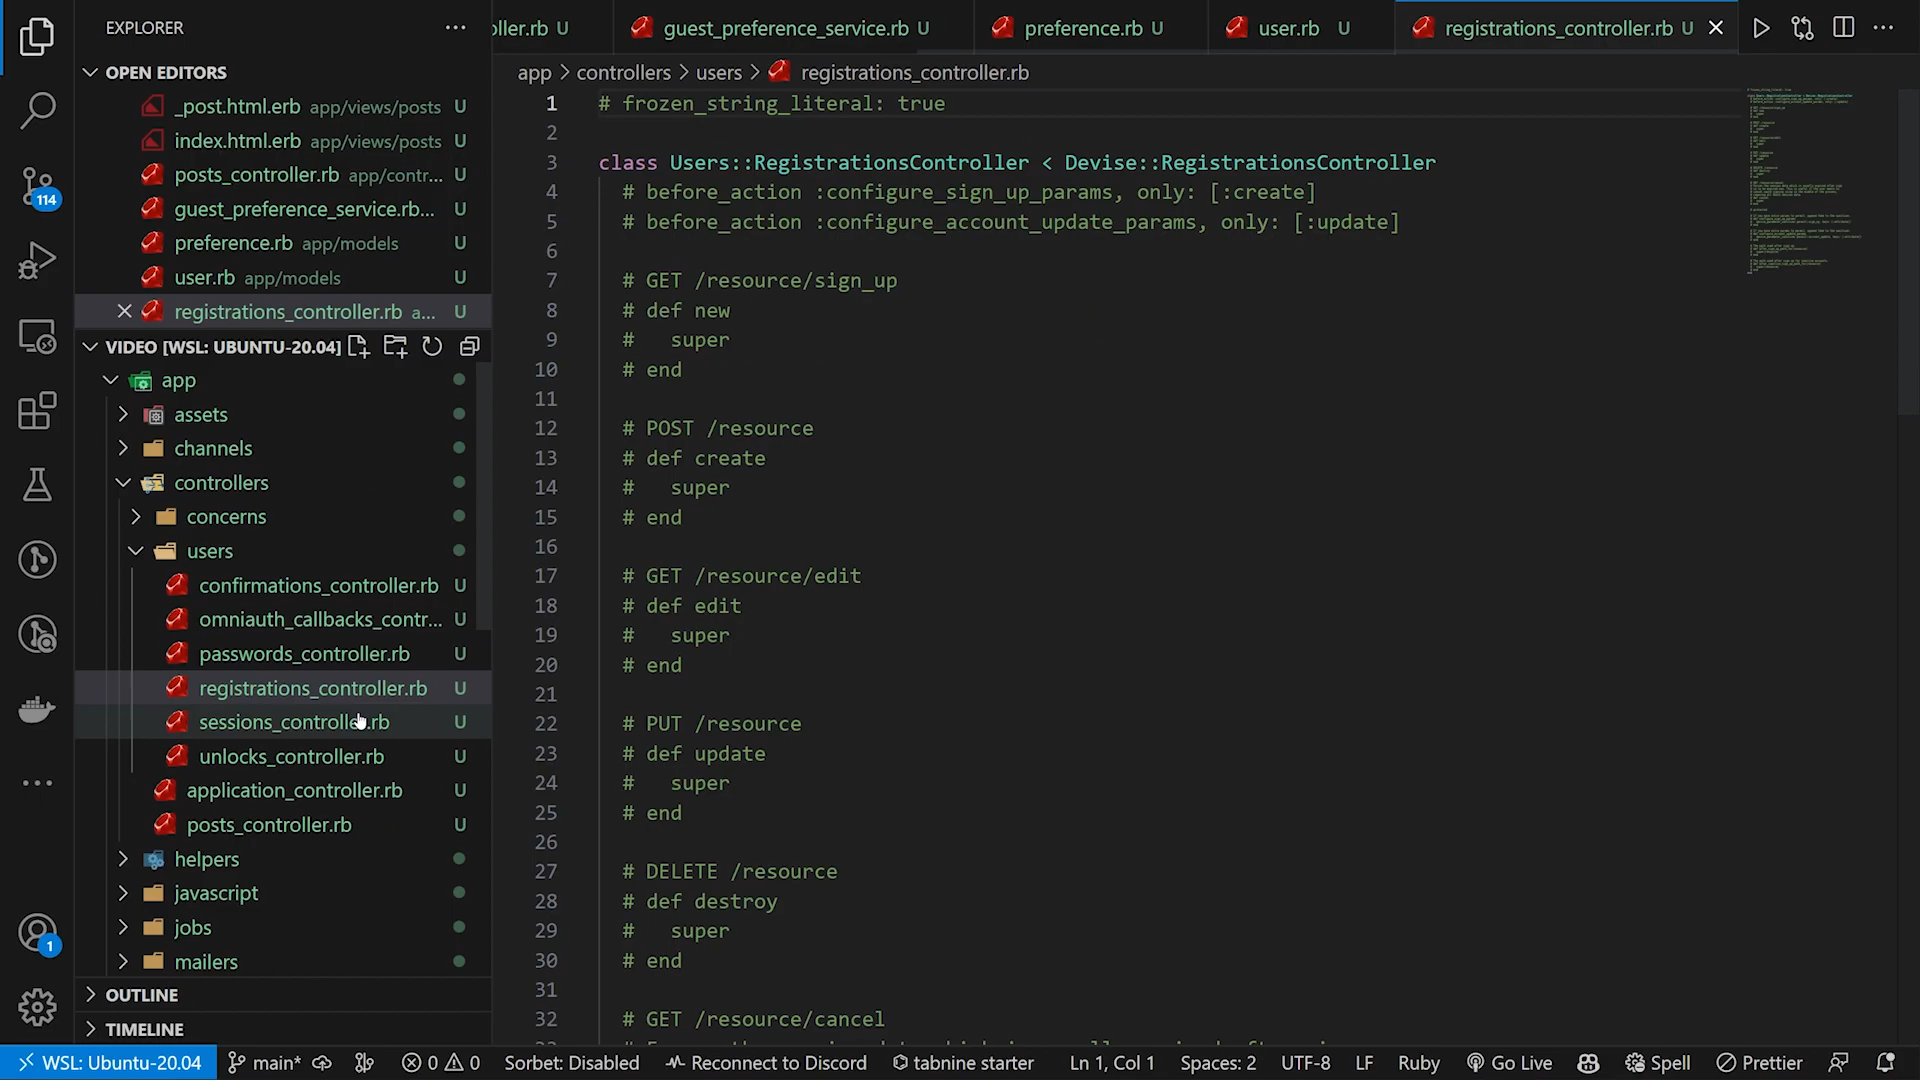 EXPLORER
OPEN EDITORS
_post.html.erb app/views/posts U
index.html.erb app/views/posts U
posts_controller.rb app/contr... U
guest_preference_service.rb... U
preference.rb app/models U
user.rb app/models U
registrations_controller.rb a... U
VIDEO [WSL: UBUNTU-20.04]
app
assets
channels
controllers
concerns
users
confirmations_controller.rb U
omniauth_callbacks_contr... U
passwords_controller.rb U
registrations_controller.rb U
sessions_controller.rb U
unlocks_controller.rb U
application_controller.rb U
posts_controller.rb U
helpers
javascript
jobs
mailers
OUTLINE
TIMELINE
114
1
oller.rb U
guest_preference_service.rb U
preference.rb U
user.rb U
registrations_controller.rb U
app > controllers > users > registrations_controller.rb
1 # frozen_string_literal: true
2
3 class Users::RegistrationsController < Devise::RegistrationsController
4 # before_action :configure_sign_up_params, only: [:create]
5 # before_action :configure_account_update_params, only: [:update]
6
7 # GET /resource/sign_up
8 # def new
9 #   super
10 # end
11
12 # POST /resource
13 # def create
14 #   super
15 # end
16
17 # GET /resource/edit
18 # def edit
19 #   super
20 # end
21
22 # PUT /resource
23 # def update
24 #   super
25 # end
26
27 # DELETE /resource
28 # def destroy
29 #   super
30 # end
31
32 # GET /resource/cancel
WSL: Ubuntu-20.04 main* 0 0 Sorbet: Disabled Reconnect to Discord tabnine starter Ln 1, Col 1 Spaces: 2 UTF-8 LF Ruby Go Live Spell Prettier